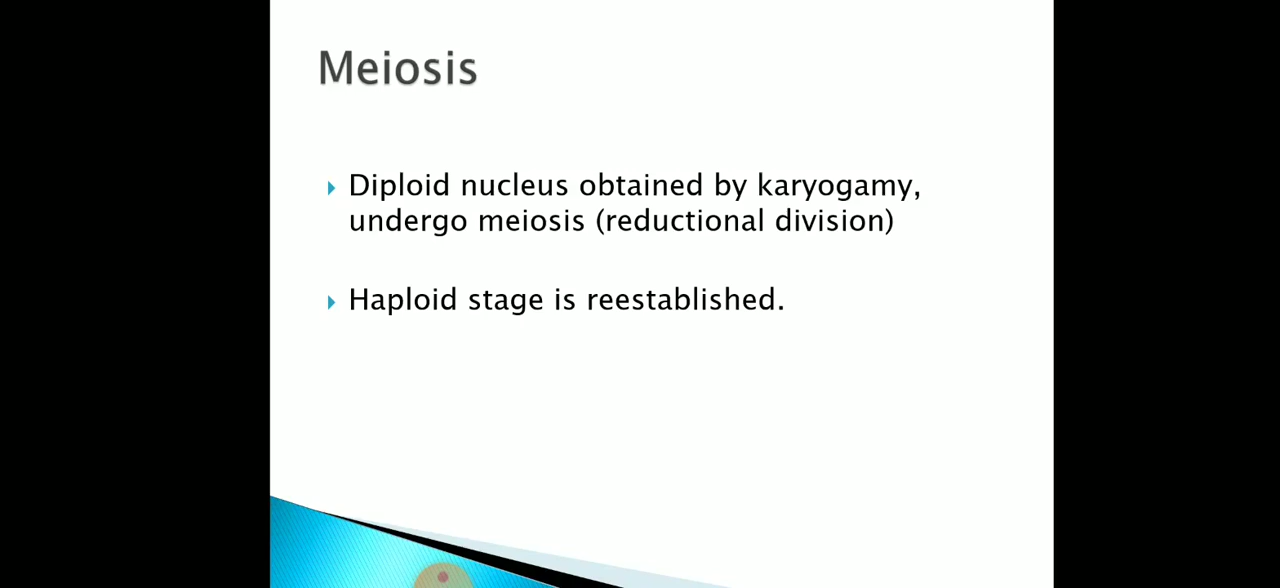 Meiosis
Diploid nucleus obtained by karyogamy,
undergo meiosis (reductional division)
Haploid stage is reestablished.